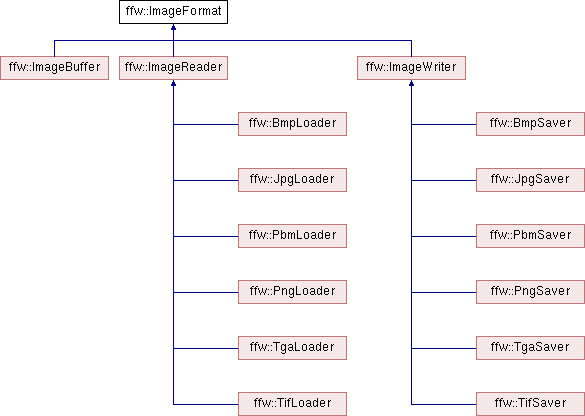 ffw::ImageFormat
ffw::ImageBuffer
ffw::ImageReader
ffw::ImageWriter
ffw::BmpLoader
ffw::BmpSaver
ffw::JpgLoader
ffw::JpgSaver
ffw::PbmLoader
ffw::PbmSaver
ffw::PngLoader
ffw::PngSaver
ffw::TgaLoader
ffw::TgaSaver
ffw::TifLoader
ffw::TifSaver